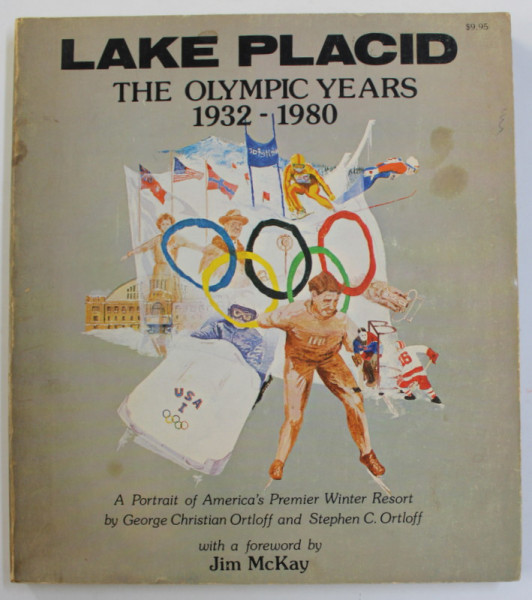 $9.95
LAKE PLACID
THE OLYMPIC YEARS
1932 - 1980
USA
I
16
A Portrait of America's Premier Winter Resort
by George Christian Ortloff and Stephen C. Ortloff
with a foreword by
Jim McKay